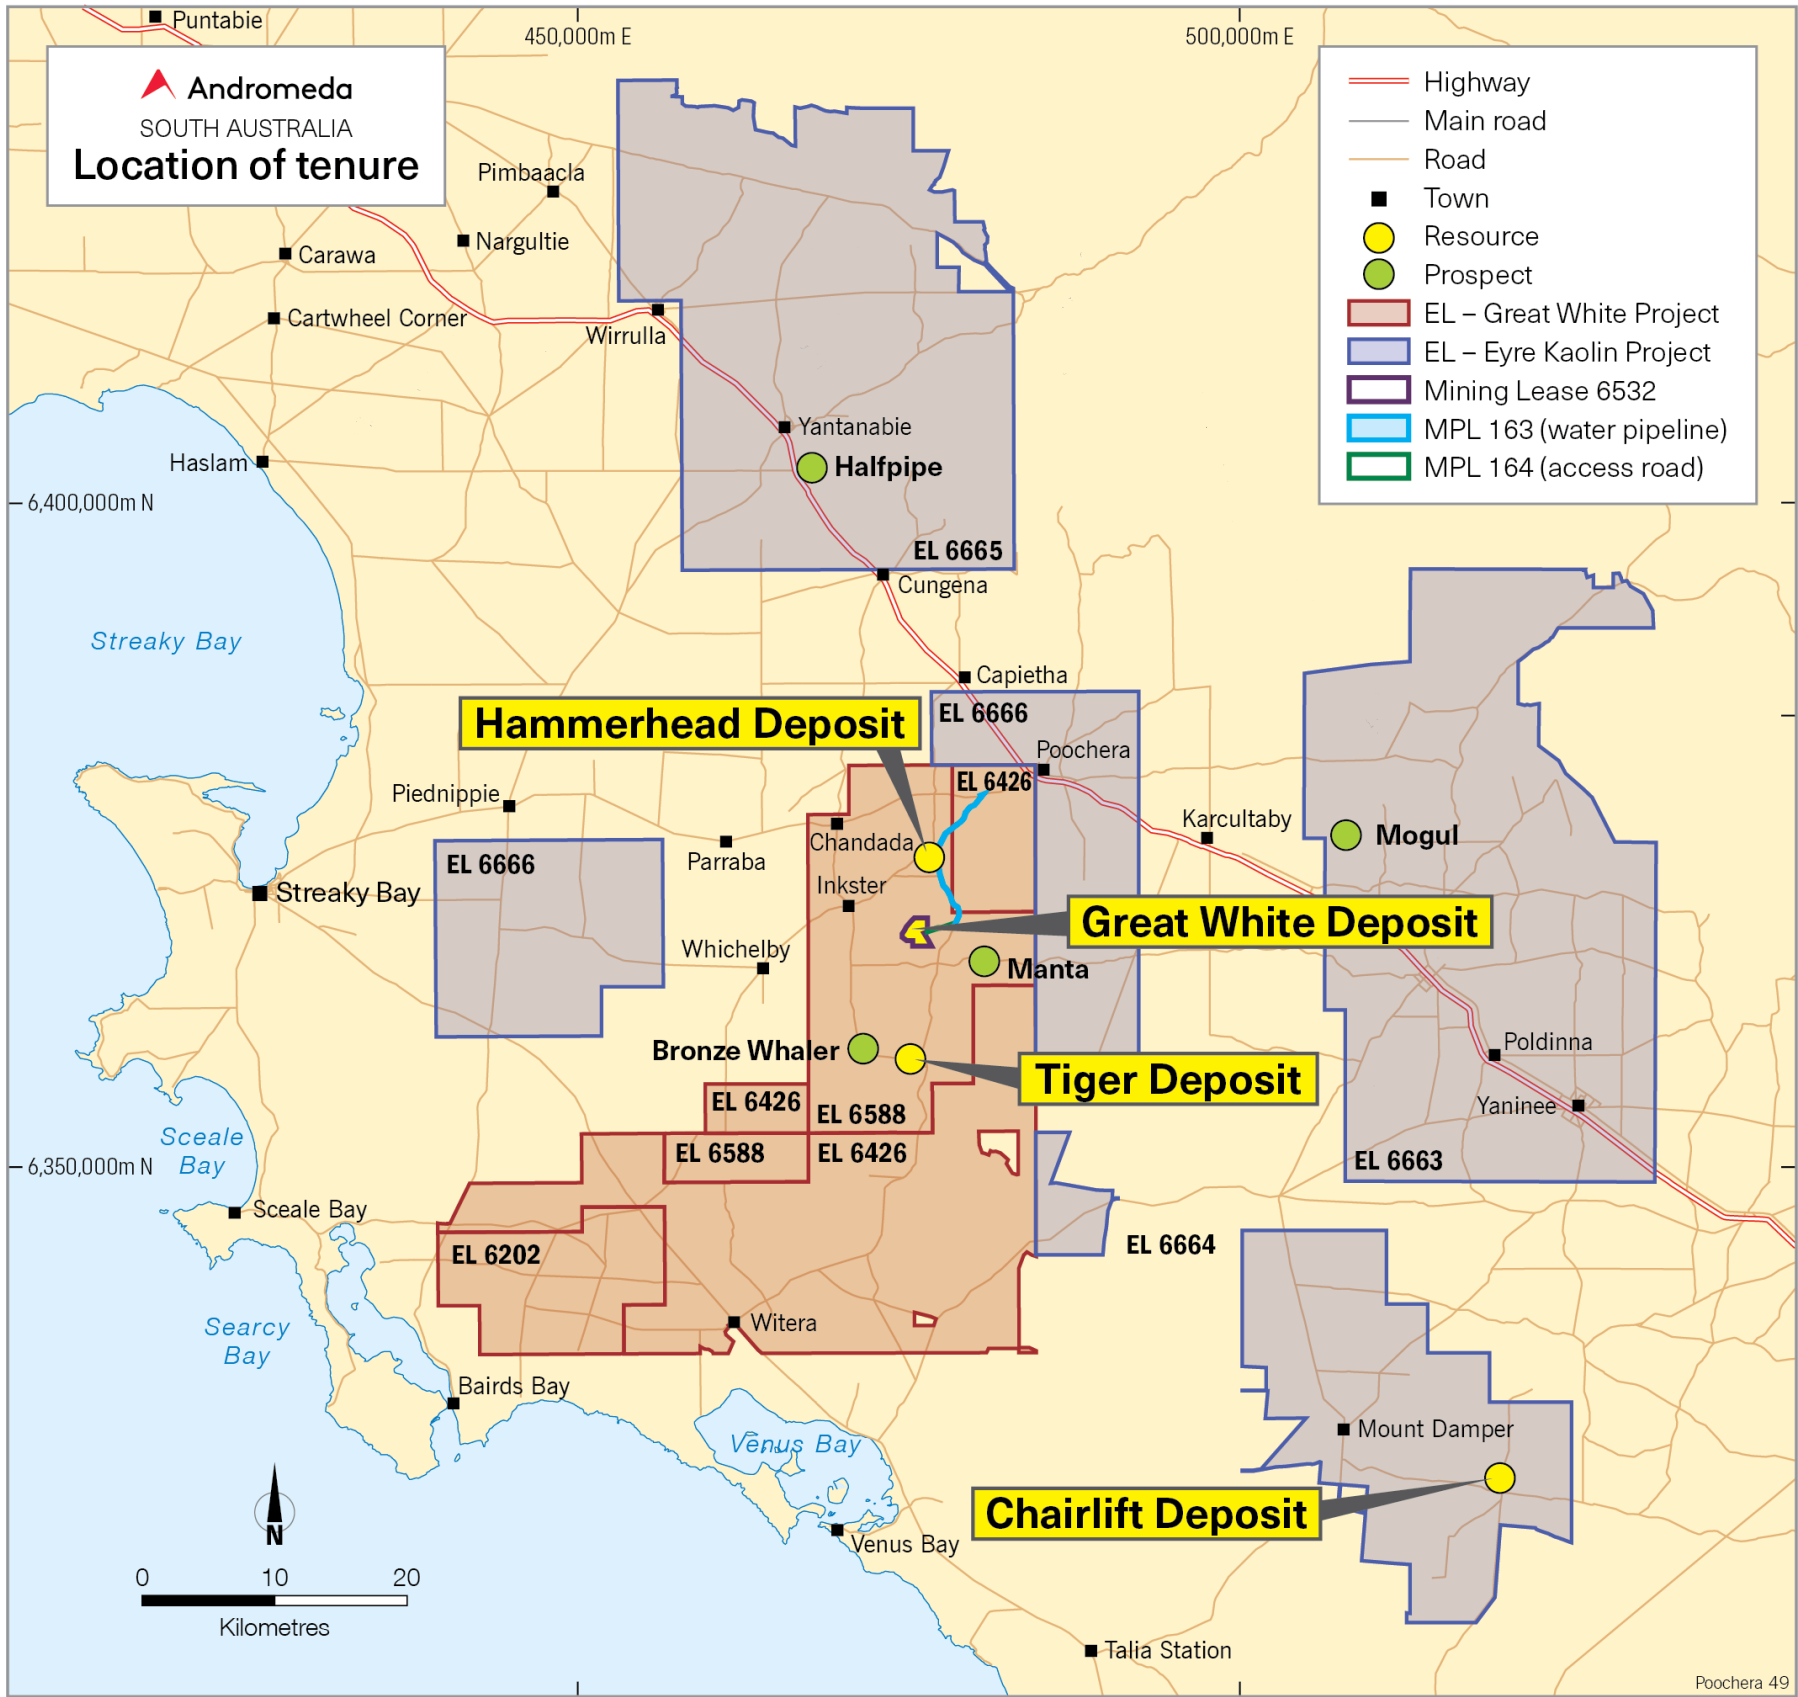 Puntabie
450,000m E
500,000m E
Andromeda
SOUTH AUSTRALIA
Location of tenure
Highway
Main road
Road
Town
Resource
Prospect
EL – Great White Project
EL – Eyre Kaolin Project
Mining Lease 6532
MPL 163 (water pipeline)
MPL 164 (access road)
Pimbaacla
Nargultie
Carawa
Cartwheel Corner
Wirrulla
Yantanabie
Haslam
Halfpipe
6,400,000m N
EL 6665
Cungena
Streaky Bay
Capietha
Hammerhead Deposit
EL 6666
Poochera
EL 6426
Piednippie
Karcultaby
Chandada
Mogul
Parraba
EL 6666
Inkster
Streaky Bay
Great White Deposit
Whichelby
Manta
Poldinna
Bronze Whaler
Tiger Deposit
EL 6426
EL 6588
Yaninee
Sceale
Bay
EL 6588
EL 6426
EL 6663
6,350,000m N
Sceale Bay
EL 6664
EL 6202
Searcy
Bay
Witera
Bairds Bay
Mount Damper
Venus Bay
Chairlift Deposit
N
Venus Bay
0 10 20
Kilometres
Talia Station
Poochera 49